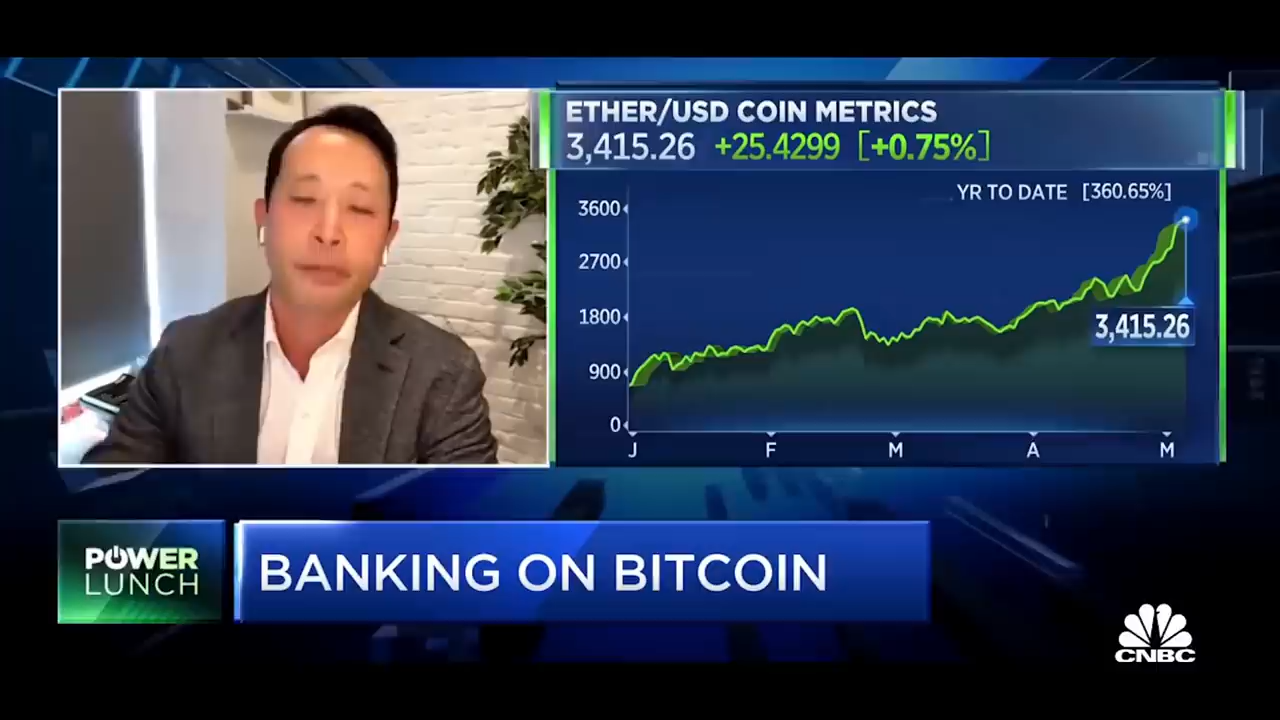 ETHER/USD COIN METRICS
3,415.26 +25.4299 [+0.75%]
YR TO DATE [360.65%]
3600
2700
1800
900
0
3,415.26
J F M A M
POWER
LUNCH
BANKING ON BITCOIN
CNBC